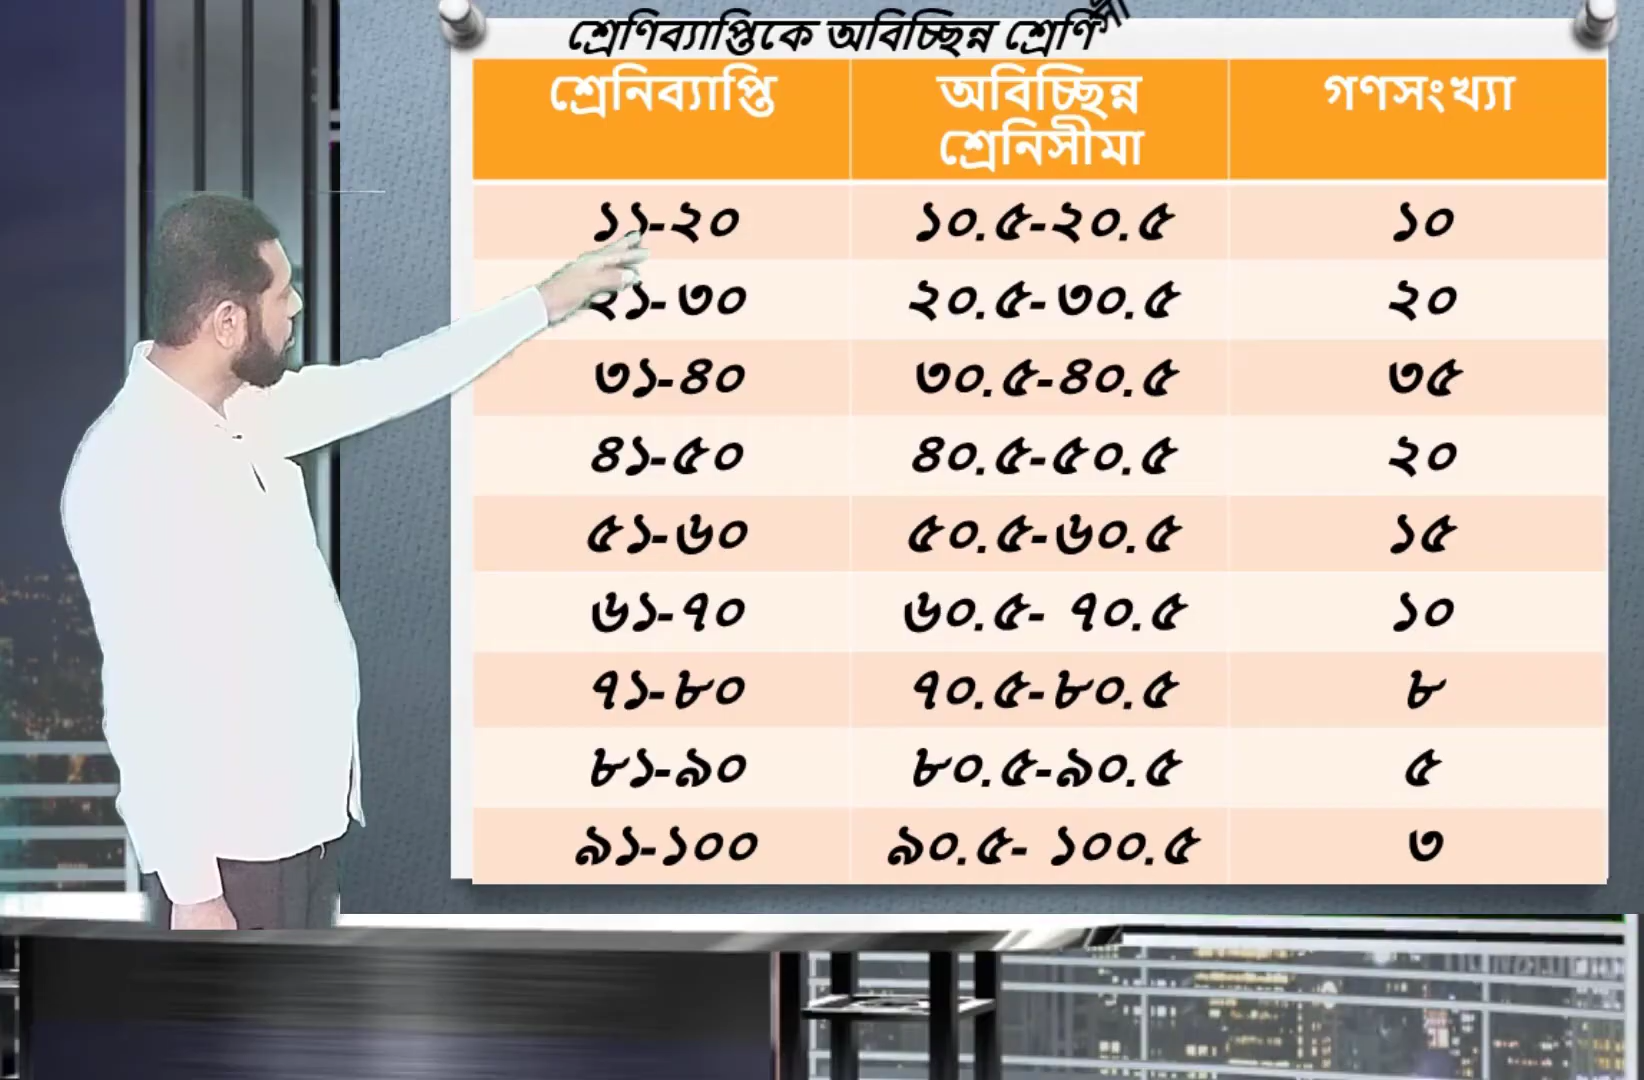 শ্রেণিব্যাপ্তিকে অবিচ্ছিন্ন শ্রেণি
শ্রেনিব্যাপ্তি অবিচ্ছিন্ন শ্রেনিসীমা গণসংখ্যা
১১-২০ ১০.৫-২০.৫ ১০
২১-৩০ ২০.৫-৩০.৫ ২০
৩১-৪০ ৩০.৫-৪০.৫ ৩৫
৪১-৫০ ৪০.৫-৫০.৫ ২০
৫১-৬০ ৫০.৫-৬০.৫ ১৫
৬১-৭০ ৬০.৫- ৭০.৫ ১০
৭১-৮০ ৭০.৫-৮০.৫ ৮
৮১-৯০ ৮০.৫-৯০.৫ ৫
৯১-১০০ ৯০.৫- ১০০.৫ ৩